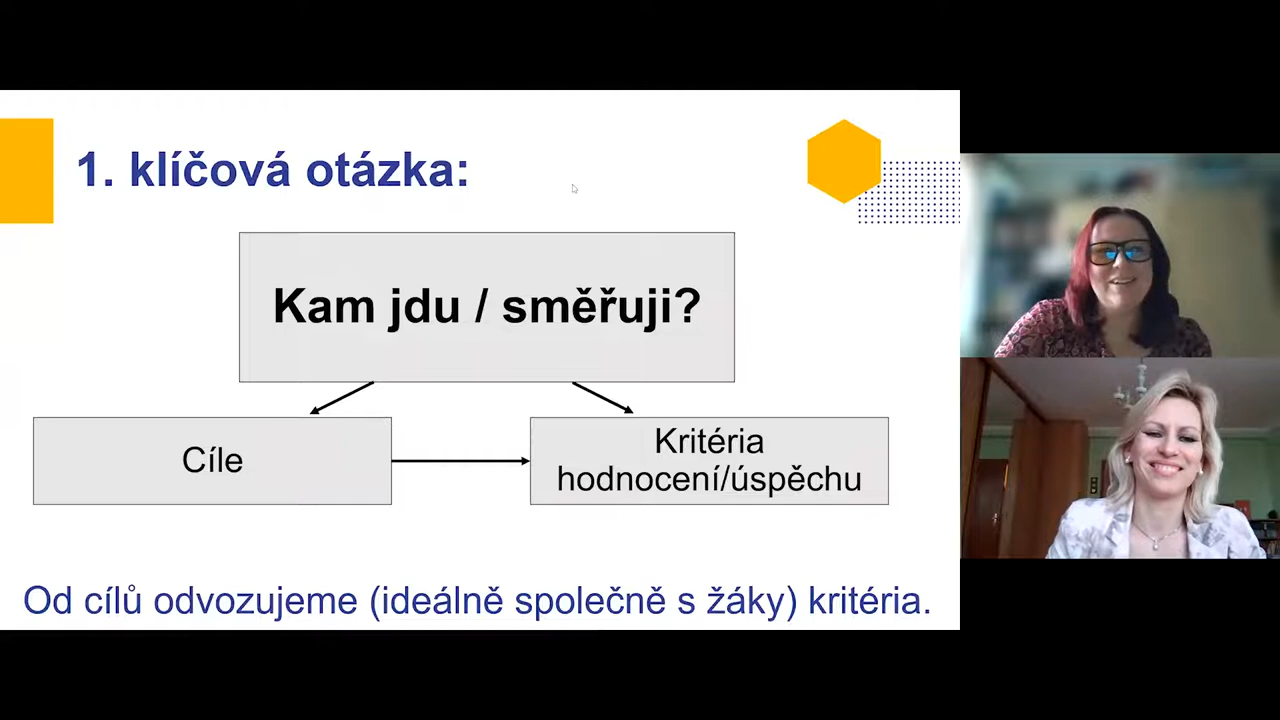 1. klíčová otázka:
Kam jdu / směřuji?
Cíle
Kritéria
hodnocení/úspěchu
Od cílů odvozujeme (ideálně společně s žáky) kritéria.